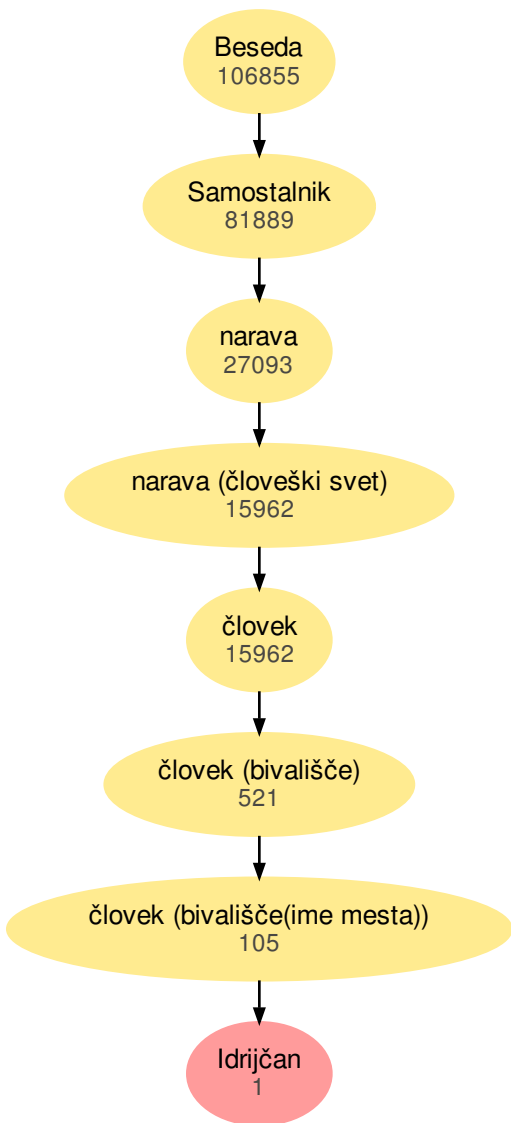 Beseda
106855
Samostalnik
81889
narava
27093
narava (človeški svet)
15962
človek
15962
človek (bivališče)
521
človek (bivališče(ime mesta))
105
Idrijčan
1